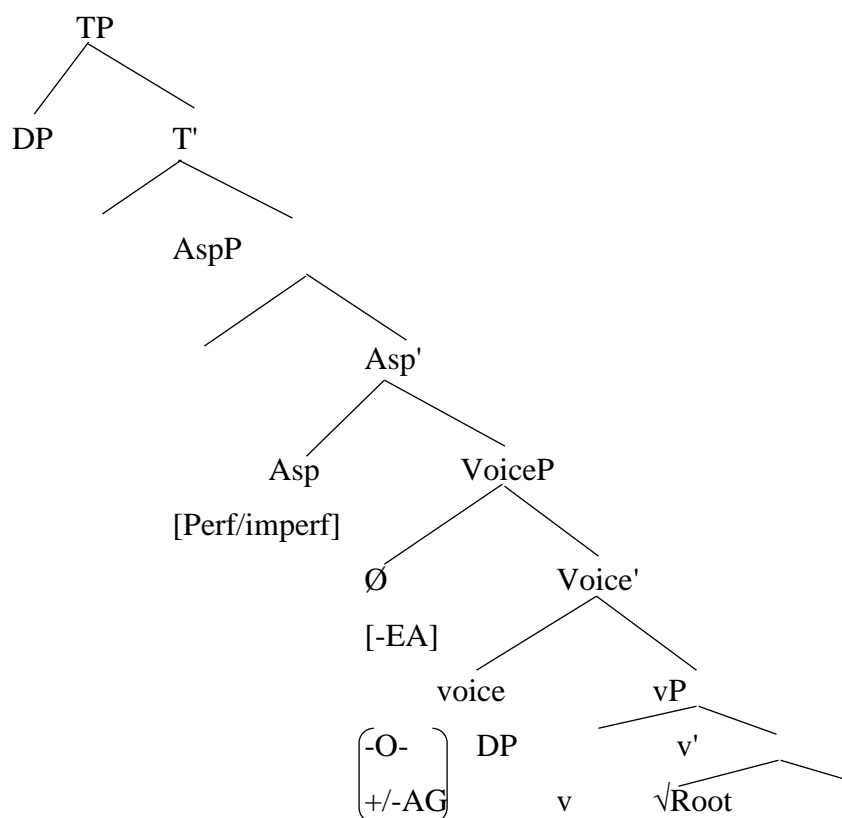 TP
DP T'
AspP
Asp'
Asp VoiceP
[Perf/imperf]
Ø Voice'
[-EA]
voice vP
-O- DP v'
+/-AG v √Root